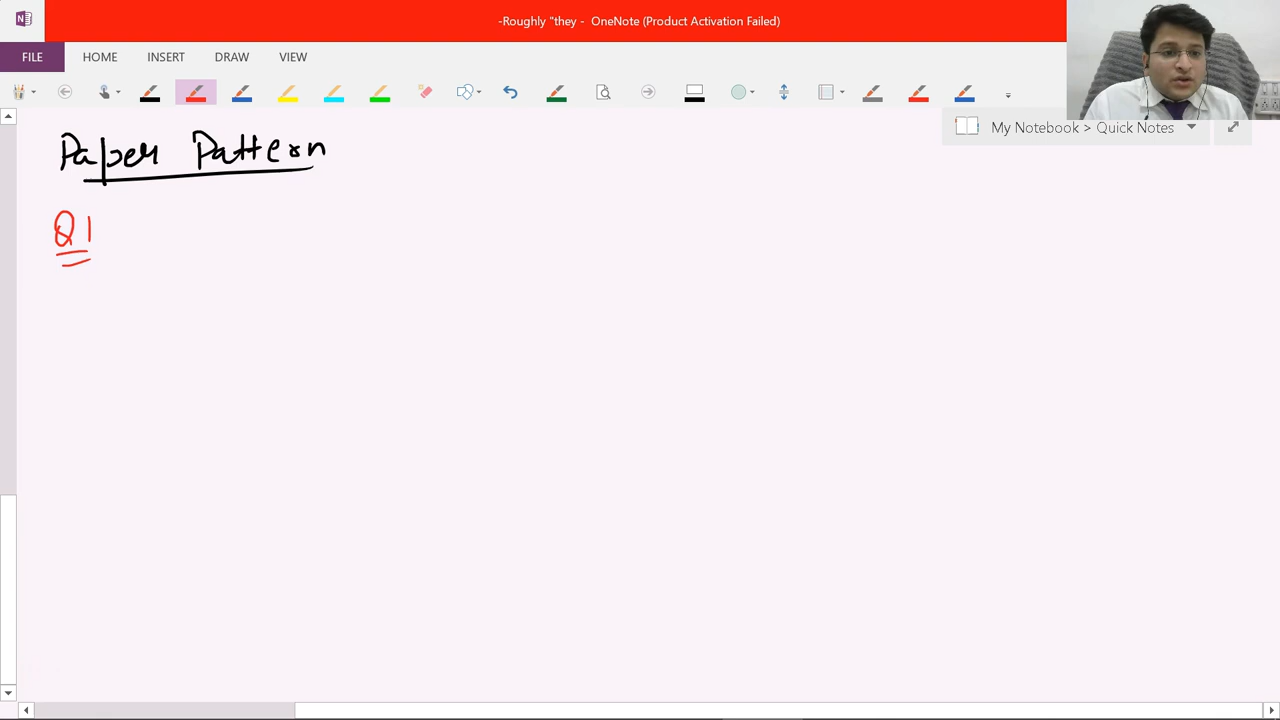 -Roughly "they - OneNote (Product Activation Failed)
FILE HOME INSERT DRAW VIEW
My Notebook > Quick Notes
Paper Pattern
Q1